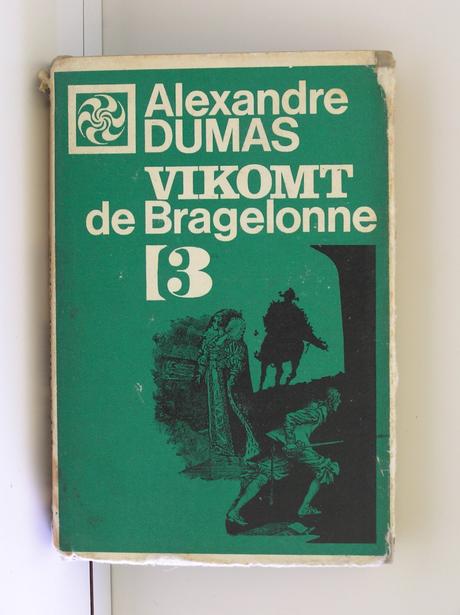 Alexandre
DUMAS
VIKOMT
de Bragelonne
[3